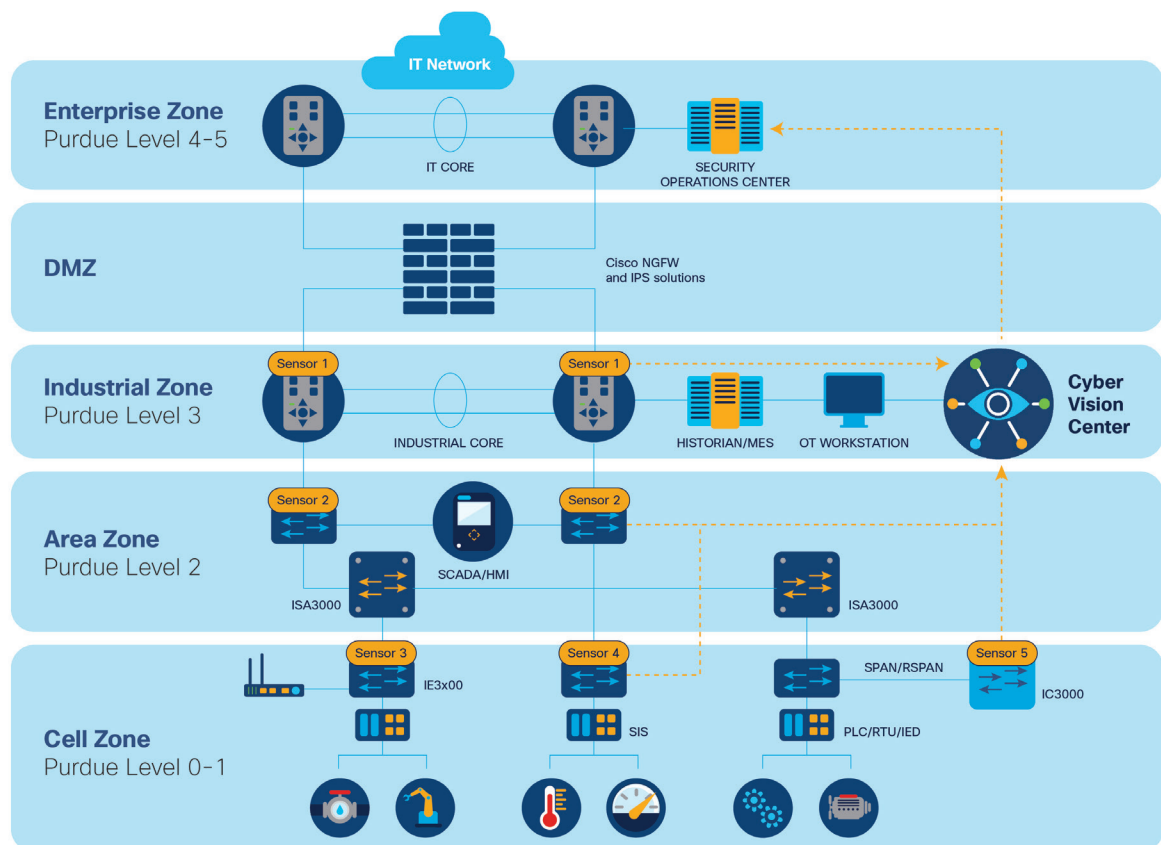 IT Network
Enterprise Zone
Purdue Level 4-5
IT CORE
SECURITY
OPERATIONS CENTER
DMZ
Cisco NGFW
and IPS solutions
Sensor 1
Sensor 1
Industrial Zone
Purdue Level 3
INDUSTRIAL CORE
HISTORIAN/MES
OT WORKSTATION
Cyber
Vision
Center
Sensor 2
Sensor 2
Area Zone
Purdue Level 2
SCADA/HMI
ISA3000
ISA3000
Sensor 3
Sensor 4
Sensor 5
SPAN/RSPAN
IE3x00
IC3000
SIS
PLC/RTU/IED
Cell Zone
Purdue Level 0-1